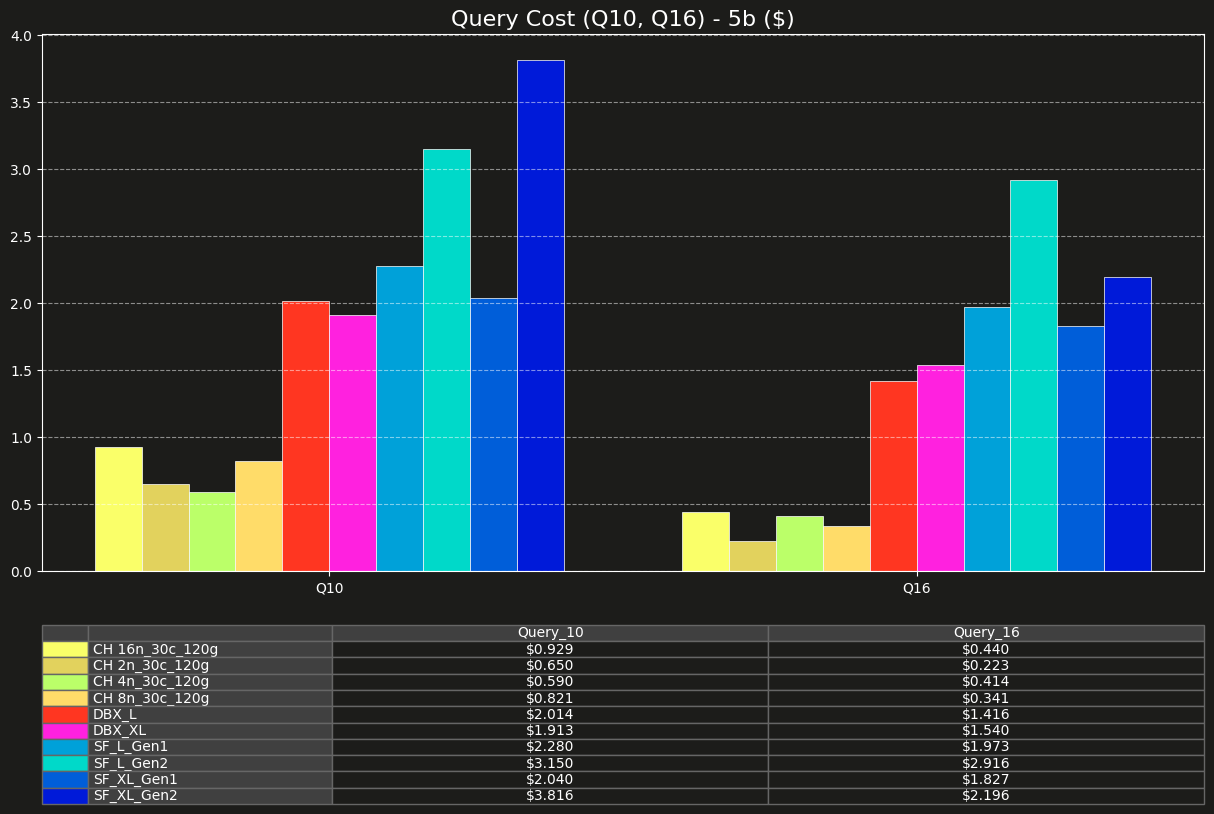 Query Cost (Q10, Q16) - 5b ($)
4.0
3.5
3.0
2.5
2.0
1.5
1.0
0.5
0.0
Q10 Q16
Query_10 Query_16
CH 16n_30c_120g $0.929 $0.440
CH 2n_30c_120g $0.650 $0.223
CH 4n_30c_120g $0.590 $0.414
CH 8n_30c_120g $0.821 $0.341
DBX_L $2.014 $1.416
DBX_XL $1.913 $1.540
SF_L_Gen1 $2.280 $1.973
SF_L_Gen2 $3.150 $2.916
SF_XL_Gen1 $2.040 $1.827
SF_XL_Gen2 $3.816 $2.196